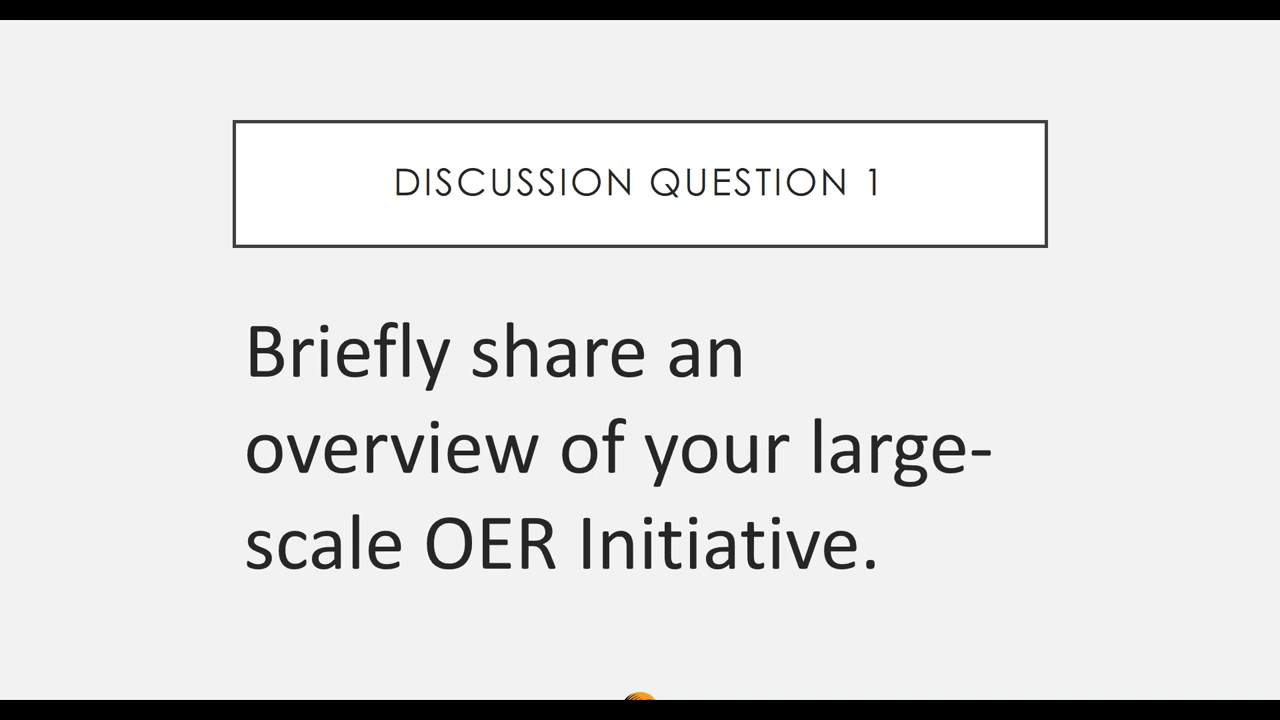 DISCUSSION QUESTION 1
Briefly share an
overview of your large-
scale OER Initiative.